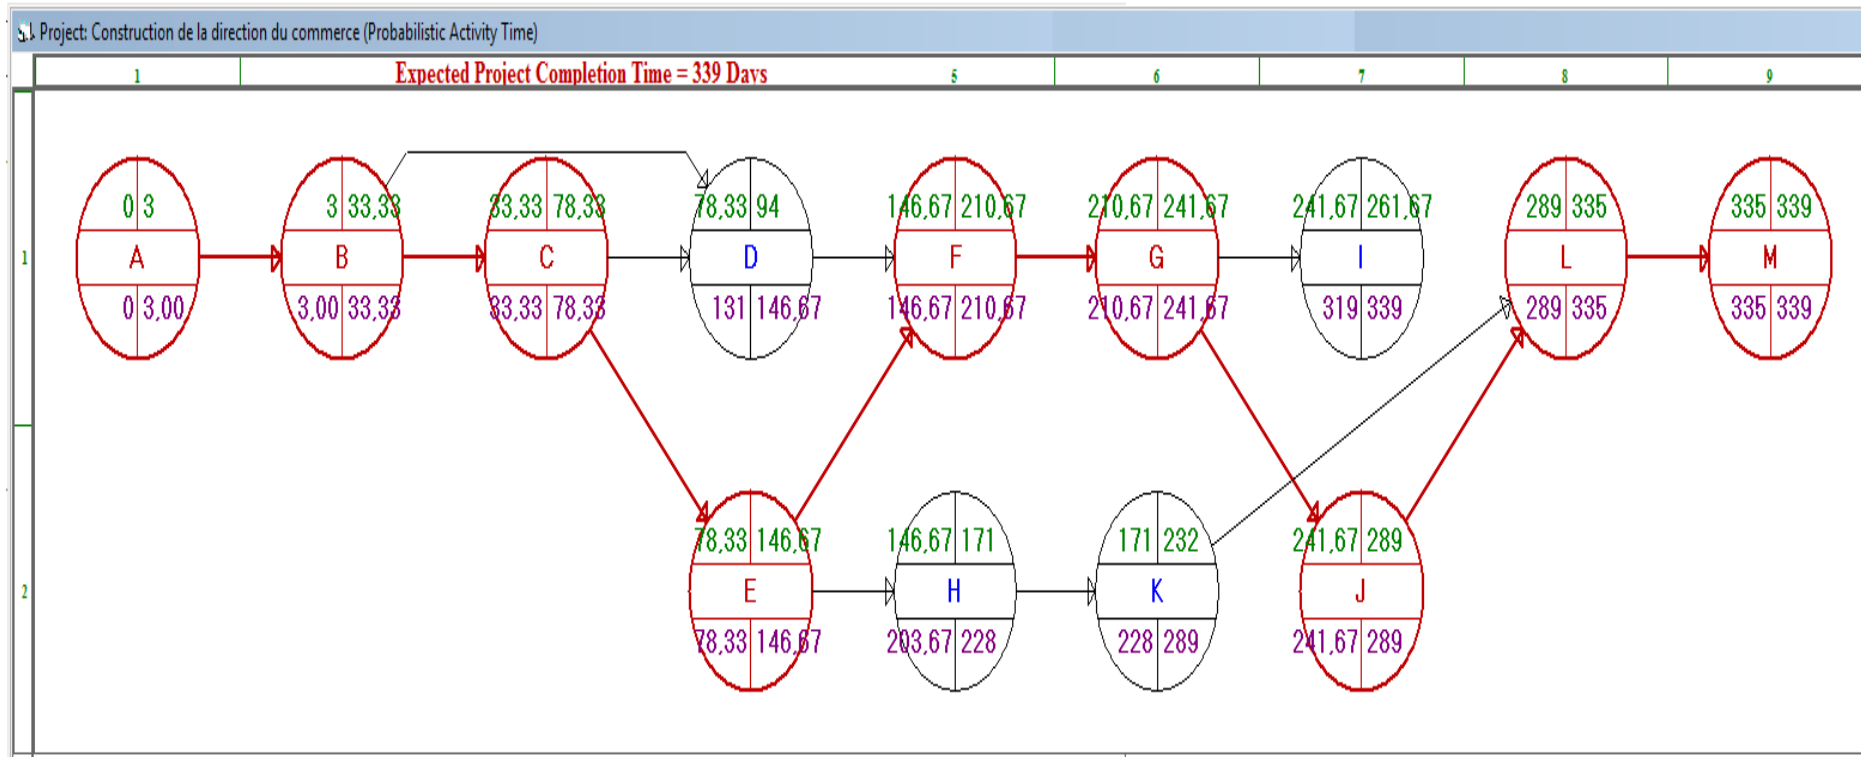 Project: Construction de la direction du commerce (Probabilistic Activity Time)
1 Expected Project Completion Time = 339 Days 5 6 7 8 9
0 3 3 33,33 33,33 78,33 78,33 94 146,67 210,67 210,67 241,67 241,67 261,67 289 335 335 339
1 A B C D F G I L M
0 3,00 3,00 33,33 33,33 78,33 131 146,67 146,67 210,67 210,67 241,67 319 339 289 335 335 339
78,33 146,67 146,67 171 171 232 241,67 289
2 E H K J
78,33 146,67 203,67 228 228 289 241,67 289